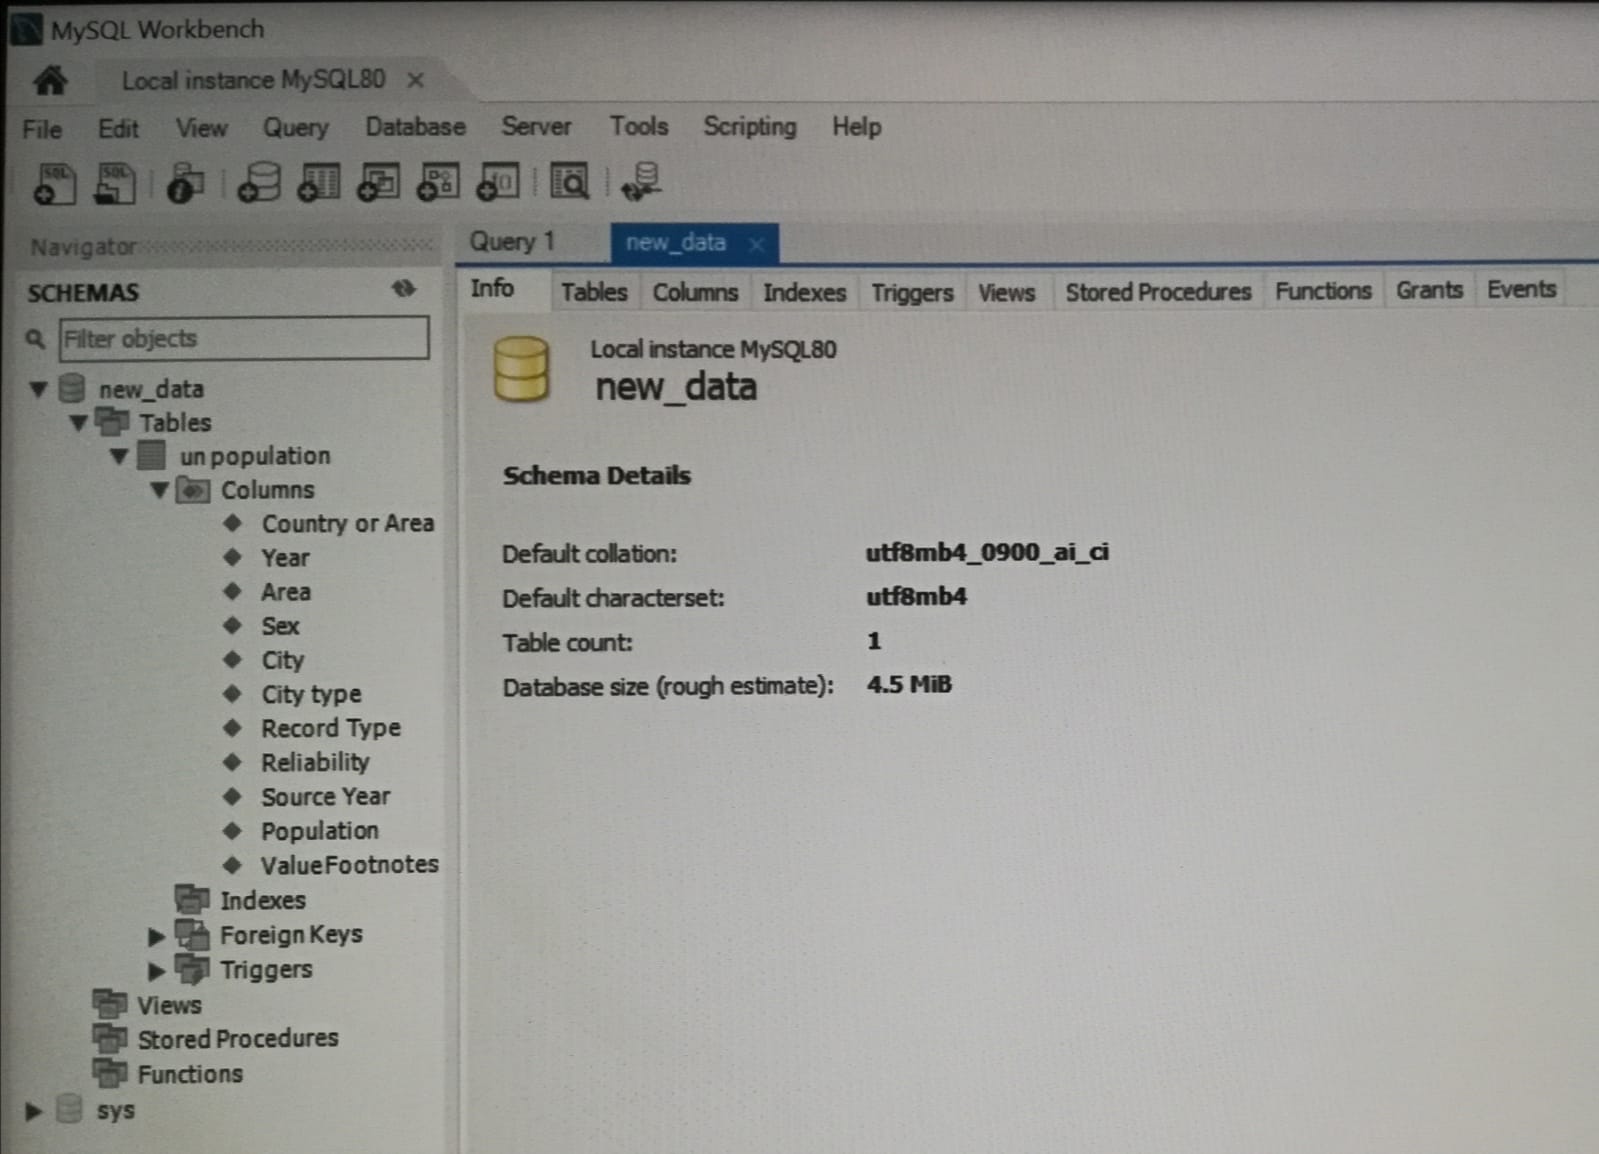 MySQL Workbench
Local instance MySQL80
File Edit View Query Database Server Tools Scripting Help
SQL SQL
Navigator
SCHEMAS
Filter objects
new_data
Tables
un population
Columns
Country or Area
Year
Area
Sex
City
City type
Record Type
Reliability
Source Year
Population
ValueFootnotes
Indexes
Foreign Keys
Triggers
Views
Stored Procedures
Functions
sys
Query 1 new_data
Info Tables Columns Indexes Triggers Views Stored Procedures Functions Grants Events
Local instance MySQL80
new_data
Schema Details
Default collation: utf8mb4_0900_ai_ci
Default characterset: utf8mb4
Table count: 1
Database size (rough estimate): 4.5 MiB